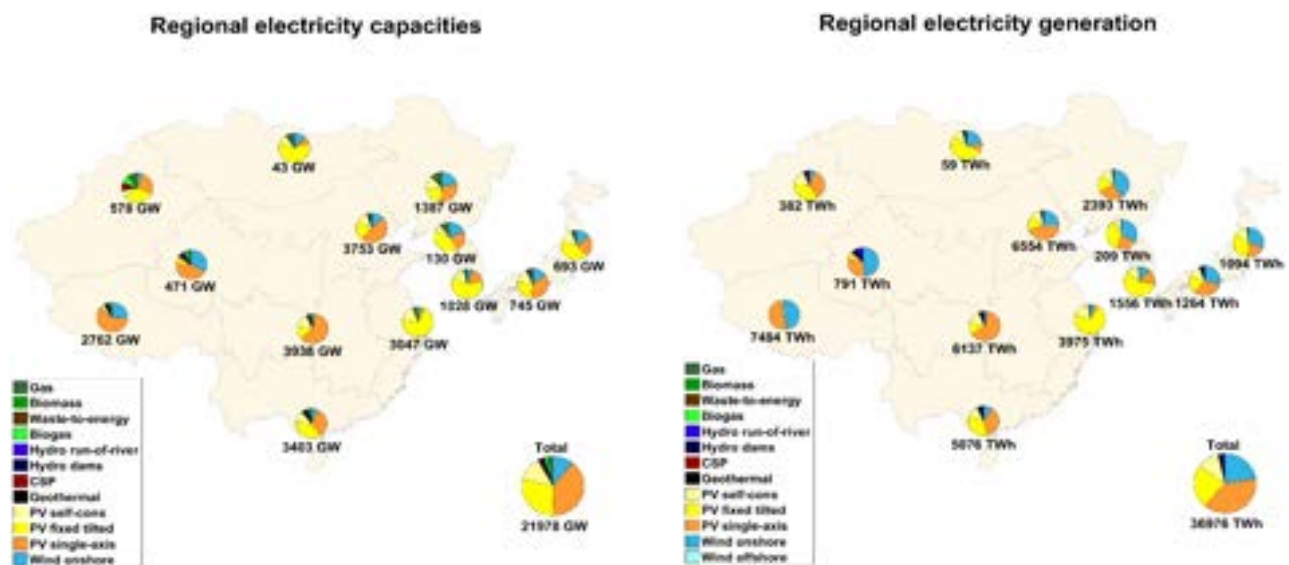 Regional electricity capacities
43 GW
578 GW
1387 GW
3753 GW
130 GW
693 GW
471 GW
1028 GW
745 GW
2762 GW
3938 GW
3047 GW
3403 GW
Gas
Biomass
Waste-to-energy
Biogas
Hydro run-of-river
Hydro dams
CSP
Geothermal
PV self-cons
PV fixed tilted
PV single-axis
Wind onshore
Total
21978 GW
Regional electricity generation
59 TWh
382 TWh
2393 TWh
6554 TWh
209 TWh
1094 TWh
791 TWh
1556 TWh
1264 TWh
7484 TWh
6137 TWh
3975 TWh
5076 TWh
Gas
Biomass
Waste-to-energy
Biogas
Hydro run-of-river
Hydro dams
CSP
Geothermal
PV self-cons
PV fixed tilted
PV single-axis
Wind onshore
Wind offshore
Total
36976 TWh